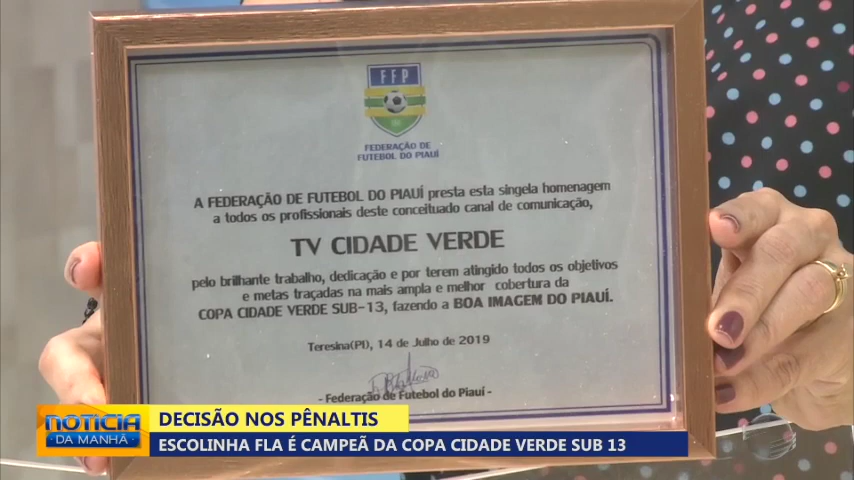 FFP
FEDERAÇÃO DE
FUTEBOL DO PIAUÍ
A FEDERAÇÃO DE FUTEBOL DO PIAUÍ presta esta singela homenagem
a todos os profissionais deste conceituado canal de comunicação,
TV CIDADE VERDE
pelo brilhante trabalho, dedicação e por terem atingido todos os objetivos
e metas traçadas na mais ampla e melhor cobertura da
COPA CIDADE VERDE SUB-13, fazendo a BOA IMAGEM DO PIAUÍ.
Teresina(PI), 14 de Julho de 2019
- Federação de Futebol do Piauí -
NOTICIA
DA MANHÃ
DECISÃO NOS PÊNALTIS
ESCOLINHA FLA É CAMPEÃ DA COPA CIDADE VERDE SUB 13